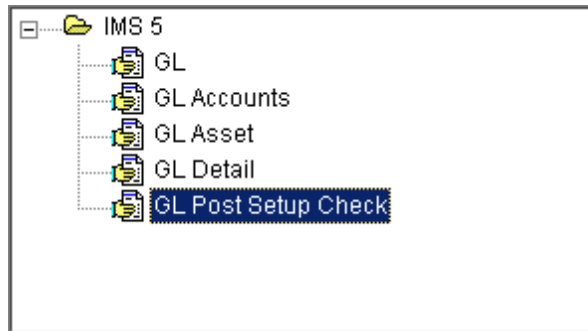 IMS 5
GL
GL Accounts
GL Asset
GL Detail
GL Post Setup Check